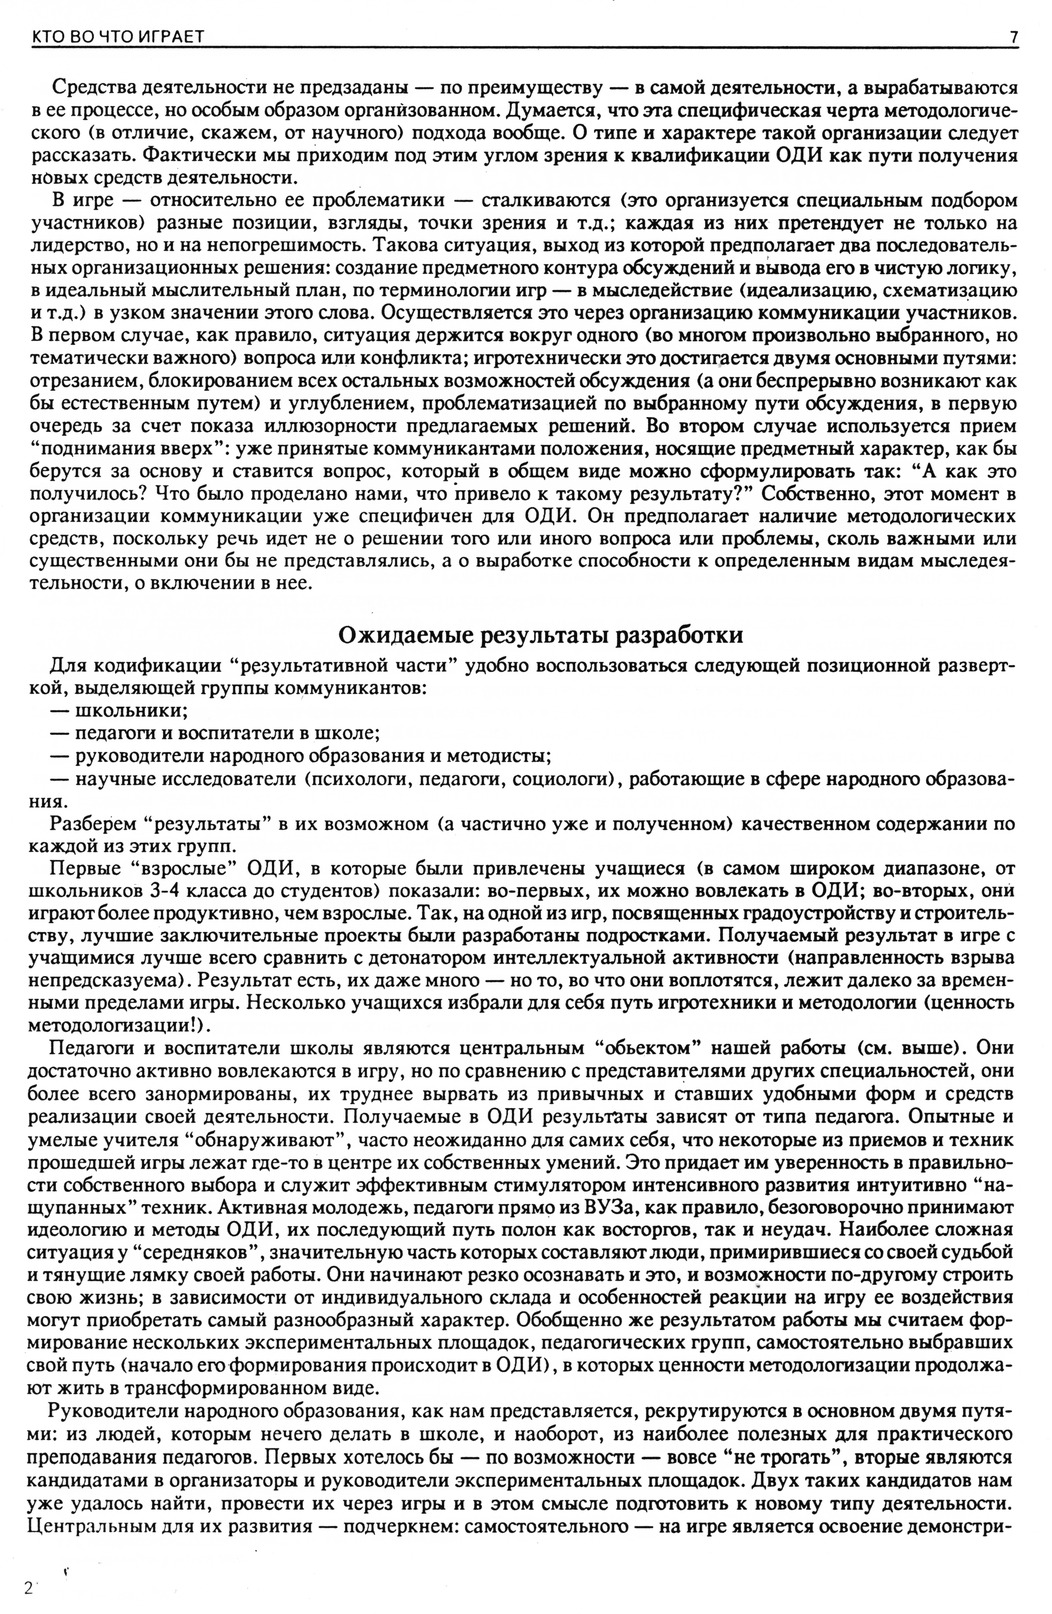 КТО ВО ЧТО ИГРАЕТ 7
Средства деятельности не предзаданы — по преимуществу — в самой деятельности, а вырабатываются
в ее процессе, но особым образом организованном. Думается, что эта специфическая черта методологиче-
ского (в отличие, скажем, от научного) подхода вообще. О типе и характере такой организации следует
рассказать. Фактически мы приходим под этим углом зрения к квалификации ОДИ как пути получения
новых средств деятельности.
В игре — относительно ее проблематики — сталкиваются (это организуется специальным подбором
участников) разные позиции, взгляды, точки зрения и т.д.; каждая из них претендует не только на
лидерство, но и на непогрешимость. Такова ситуация, выход из которой предполагает два последователь-
ных организационных решения: создание предметного контура обсуждений и вывода его в чистую логику,
в идеальный мыслительный план, по терминологии игр — в мыследействие (идеализацию, схематизацию
и т.д.) в узком значении этого слова. Осуществляется это через организацию коммуникации участников.
В первом случае, как правило, ситуация держится вокруг одного (во многом произвольно выбранного, но
тематически важного) вопроса или конфликта; игротехнически это достигается двумя основными путями:
отрезанием, блокированием всех остальных возможностей обсуждения (а они беспрерывно возникают как
бы естественным путем) и углублением, проблематизацией по выбранному пути обсуждения, в первую
очередь за счет показа иллюзорности предлагаемых решений. Во втором случае используется прием
“поднимания вверх”: уже принятые коммуникантами положения, носящие предметный характер, как бы
берутся за основу и ставится вопрос, который в общем виде можно сформулировать так: “А как это
получилось? Что было проделано нами, что привело к такому результату?” Собственно, этот момент в
организации коммуникации уже специфичен для ОДИ. Он предполагает наличие методологических
средств, поскольку речь идет не о решении того или иного вопроса или проблемы, сколь важными или
существенными они бы не представлялись, а о выработке способности к определенным видам мыследея-
тельности, о включении в нее.
Ожидаемые результаты разработки
Для кодификации “результативной части” удобно воспользоваться следующей позиционной разверт-
кой, выделяющей группы коммуникантов:
— школьники;
— педагоги и воспитатели в школе;
— руководители народного образования и методисты;
— научные исследователи (психологи, педагоги, социологи), работающие в сфере народного образова-
ния.
Разберем “результаты” в их возможном (а частично уже и полученном) качественном содержании по
каждой из этих групп.
Первые “взрослые” ОДИ, в которые были привлечены учащиеся (в самом широком диапазоне, от
школьников 3-4 класса до студентов) показали: во-первых, их можно вовлекать в ОДИ; во-вторых, они
играют более продуктивно, чем взрослые. Так, на одной из игр, посвященных градоустройству и строитель-
ству, лучшие заключительные проекты были разработаны подростками. Получаемый результат в игре с
учащимися лучше всего сравнить с детонатором интеллектуальной активности (направленность взрыва
непредсказуема). Результат есть, их даже много — но то, во что они воплотятся, лежит далеко за времен-
ными пределами игры. Несколько учащихся избрали для себя путь игротехники и методологии (ценность
методологизации!).
Педагоги и воспитатели школы являются центральным “обьектом” нашей работы (см. выше). Они
достаточно активно вовлекаются в игру, но по сравнению с представителями других специальностей, они
более всего занормированы, их труднее вырвать из привычных и ставших удобными форм и средств
реализации своей деятельности. Получаемые в ОДИ результаты зависят от типа педагога. Опытные и
умелые учителя “обнаруживают”, часто неожиданно для самих себя, что некоторые из приемов и техник
прошедшей игры лежат где-то в центре их собственных умений. Это придает им уверенность в правильно-
сти собственного выбора и служит эффективным стимулятором интенсивного развития интуитивно “на-
щупанных” техник. Активная молодежь, педагоги прямо из ВУЗа, как правило, безоговорочно принимают
идеологию и методы ОДИ, их последующий путь полон как восторгов, так и неудач. Наиболее сложная
ситуация у “середняков”, значительную часть которых составляют люди, примирившиеся со своей судьбой
и тянущие лямку своей работы. Они начинают резко осознавать и это, и возможности по-другому строить
свою жизнь; в зависимости от индивидуального склада и особенностей реакции на игру ее воздействия
могут приобретать самый разнообразный характер. Обобщенно же результатом работы мы считаем фор-
мирование нескольких экспериментальных площадок, педагогических групп, самостоятельно выбравших
свой путь (начало его формирования происходит в ОДИ), в которых ценности методологизации продолжа-
ют жить в трансформированном виде.
Руководители народного образования, как нам представляется, рекрутируются в основном двумя путя-
ми: из людей, которым нечего делать в школе, и наоборот, из наиболее полезных для практического
преподавания педагогов. Первых хотелось бы — по возможности — вовсе “не трогать”, вторые являются
кандидатами в организаторы и руководители экспериментальных площадок. Двух таких кандидатов нам
уже удалось найти, провести их через игры и в этом смысле подготовить к новому типу деятельности.
Центральным для их развития — подчеркнем: самостоятельного — на игре является освоение демонстри-
2